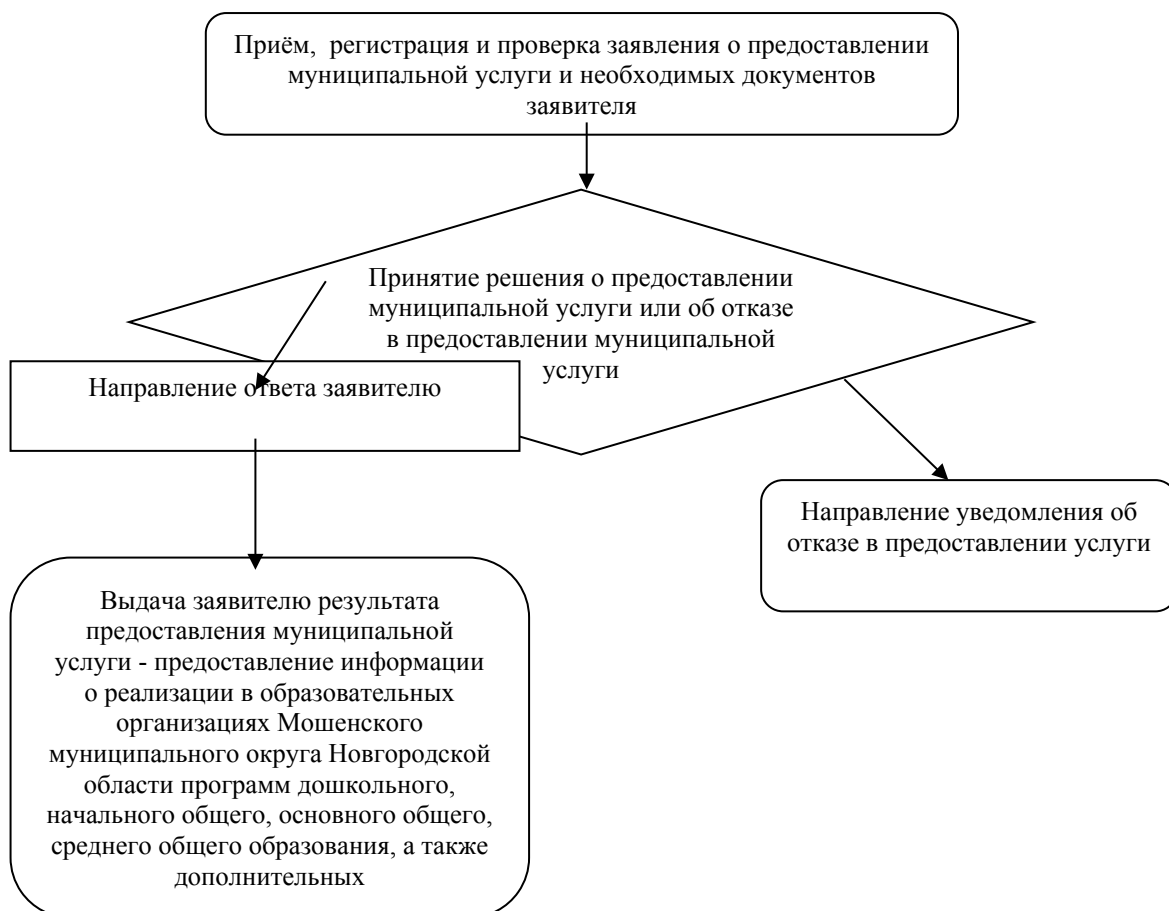 Приём, регистрация и проверка заявления о предоставлении
муниципальной услуги и необходимых документов
заявителя
Принятие решения о предоставлении
муниципальной услуги или об отказе
в предоставлении муниципальной
услуги
Направление ответа заявителю
Направление уведомления об
отказе в предоставлении услуги
Выдача заявителю результата
предоставления муниципальной
услуги - предоставление информации
о реализации в образовательных
организациях Мошенского
муниципального округа Новгородской
области программ дошкольного,
начального общего, основного общего,
среднего общего образования, а также
дополнительных